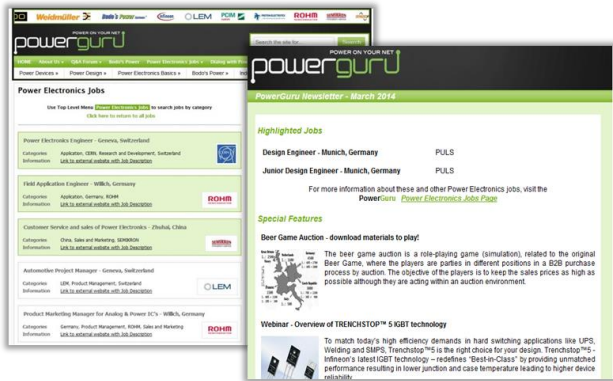 Weidmüller
Bodo's Power
Infineon
LEM
PCIM
ROHM
POWER ON YOUR NET
powerguru
Search the site for...
Search
HOME About Us » Q&A Forum » Bodo's Power Power Electronics Jobs » Dialog with
Power Devices » Power Design » Power Electronics Basics » Bodo's Power »
Power Electronics Jobs
Use Top Level Menu Power Electronics Jobs to search jobs by category
Click here to return to all jobs
Power Electronics Engineer - Geneva, Switzerland
Categories Application, CERN, Research and Development, Switzerland
Information Link to external website with Job Description
Field Application Engineer - Willich, Germany
Categories Application, Germany, ROHM
Information Link to external website with Job Description
ROHM
Customer Service and sales of Power Electronics - Zhuhai, China
Categories China, Sales and Marketing, SEMIKRON
Information Link to external website with Job Description
SEMIKRON
Automotive Project Manager - Geneva, Switzerland
Categories LEM, Product Management, Switzerland
Information Link to external website with Job Description
LEM
Product Marketing Manager for Analog & Power IC's - Willich, Germany
Categories Germany, Product Management, ROHM, Sales and Marketing
Information Link to external website with Job Description
ROHM
POWER ON YOUR NET
powerguru
PowerGuru Newsletter - March 2014
Highlighted Jobs
Design Engineer - Munich, Germany PULS
Junior Design Engineer - Munich, Germany PULS
For more information about these and other Power Electronics jobs, visit the
PowerGuru Power Electronics Jobs Page
Special Features
Beer Game Auction - download materials to play!
The beer game auction is a role-playing game (simulation), related to the original
Beer Game, where the players are parties in different positions in a B2B purchase
process by auction. The objective of the players is to keep the sales prices as high as
possible although they are acting within an auction environment.
Webinar - Overview of TRENCHSTOP™ 5 IGBT technology
To match today's high efficiency demands in hard switching applications like UPS,
Welding and SMPS, Trenchstop™5 is the right choice for your design. Trenchstop™5 -
Infineon's latest IGBT technology – redefines "Best-in-Class" by providing unmatched
performance resulting in lower junction and case temperature leading to higher device
reliability